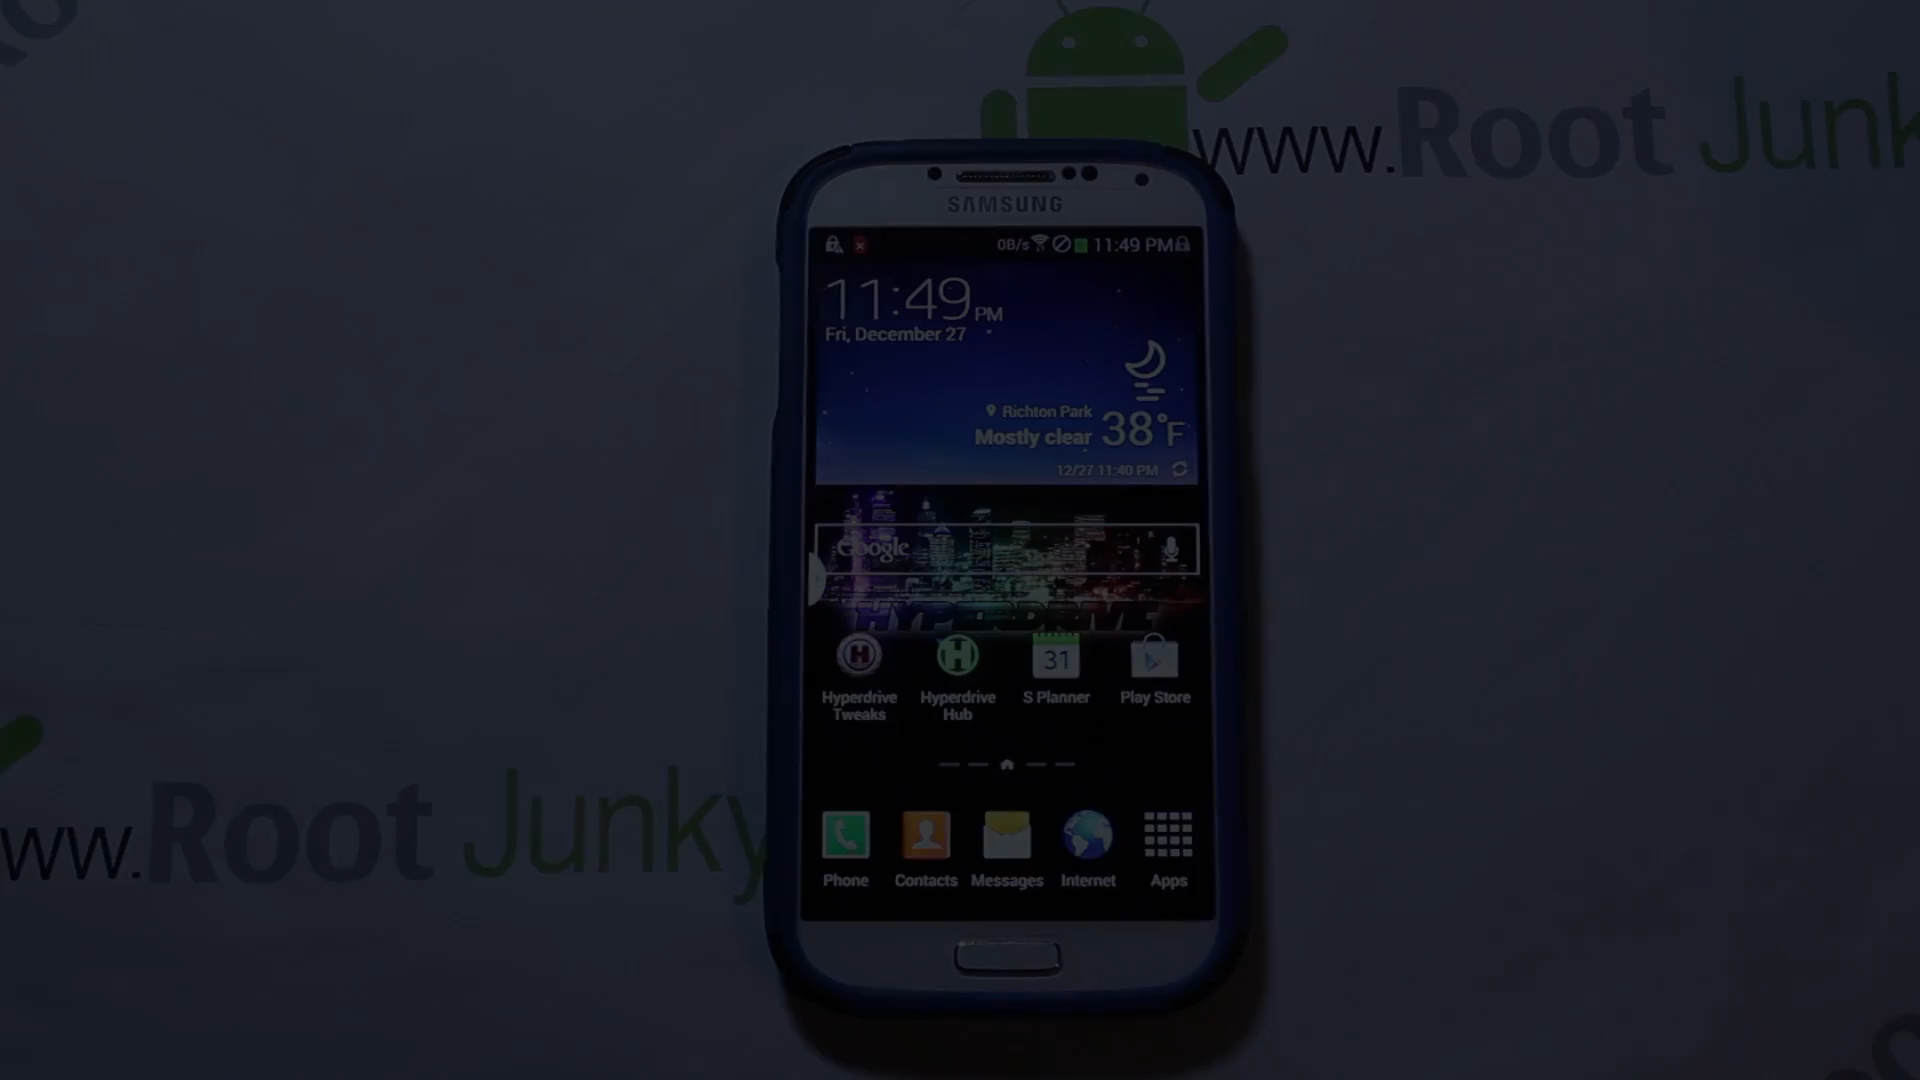 www.Root Junk
SAMSUNG
0B/s 11:49 PM
11:49 PM
Fri, December 27
Richton Park
Mostly clear 38°F
12/27 11:40 PM
Google
HYPERDRIVE
31
Hyperdrive Tweaks
Hyperdrive Hub
S Planner
Play Store
ww.Root Junky
Phone
Contacts
Messages
Internet
Apps